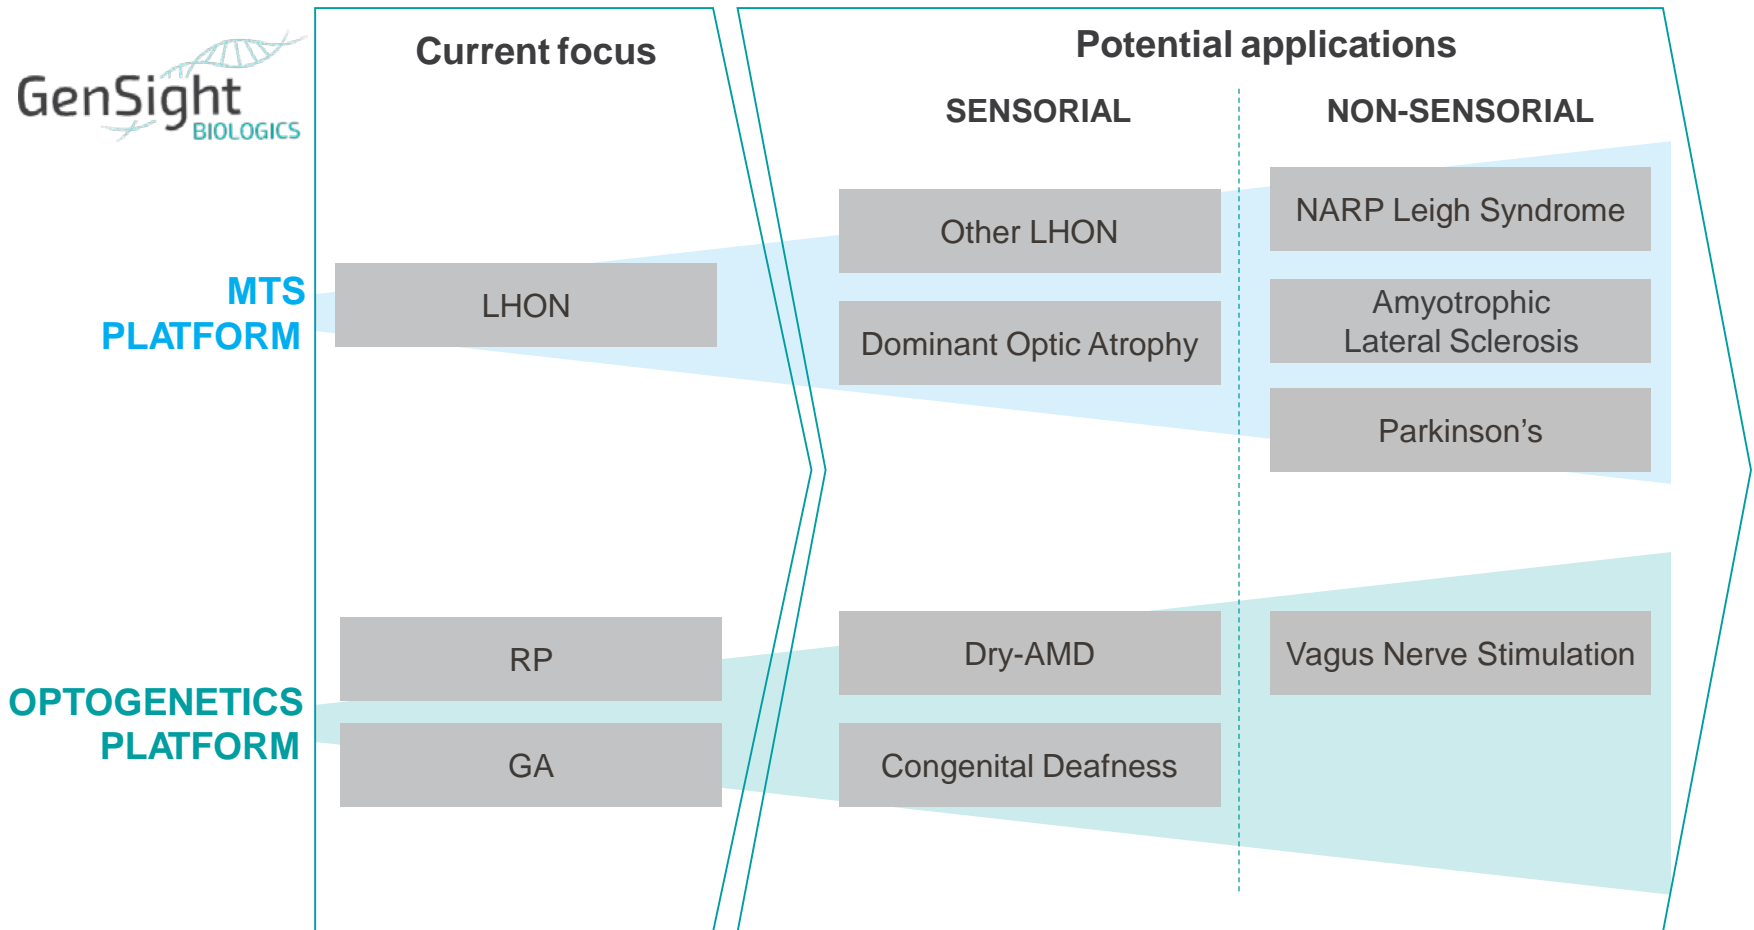 GenSight
BIOLOGICS
Current focus
Potential applications
SENSORIAL
NON-SENSORIAL
MTS
PLATFORM
LHON
Other LHON
Dominant Optic Atrophy
NARP Leigh Syndrome
Amyotrophic
Lateral Sclerosis
Parkinson’s
OPTOGENETICS
PLATFORM
RP
GA
Dry-AMD
Congenital Deafness
Vagus Nerve Stimulation